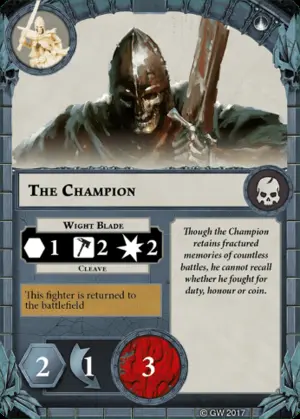 THE CHAMPION
WIGHT BLADE
1 2 2
CLEAVE
Though the Champion
retains fractured
memories of countless
battles, he cannot recall
whether he fought for
duty, honour or coin.
This fighter is returned to
the battlefield
2 1 3
© GW 2017